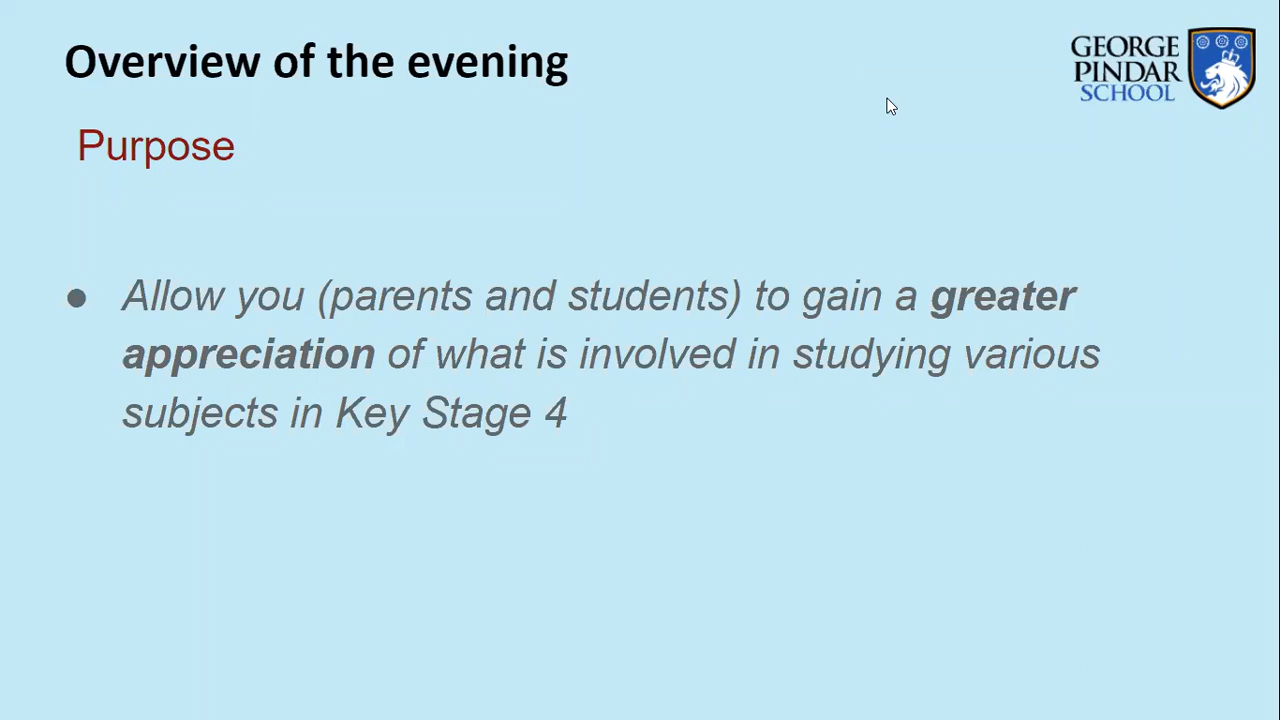 Overview of the evening
GEORGE
PINDAR
SCHOOL
Purpose
● Allow you (parents and students) to gain a greater
appreciation of what is involved in studying various
subjects in Key Stage 4